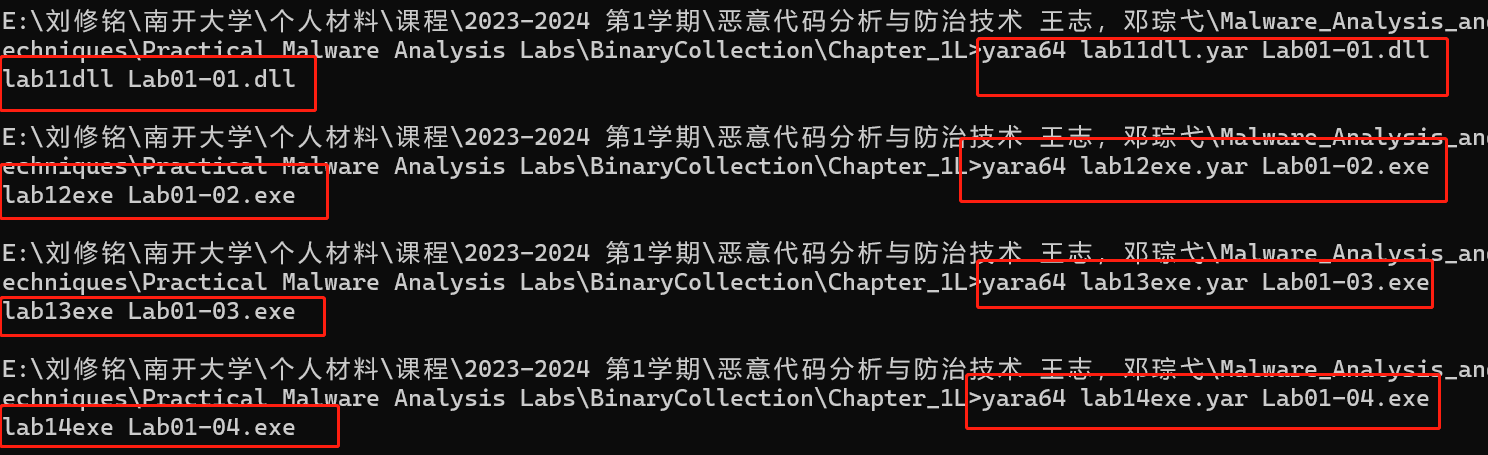 E:\刘修铭\南开大学\个人材料\课程\2023-2024 第1学期\恶意代码分析与防治技术 王志，邓琮弋\Malware_Analysis_and
echniques\Practical Malware Analysis Labs\BinaryCollection\Chapter_1L>yara64 lab11dll.yar Lab01-01.dll
lab11dll Lab01-01.dll
E:\刘修铭\南开大学\个人材料\课程\2023-2024 第1学期\恶意代码分析与防治技术 王志，邓琮弋\Malware_Analysis_and
echniques\Practical Malware Analysis Labs\BinaryCollection\Chapter_1L>yara64 lab12exe.yar Lab01-02.exe
lab12exe Lab01-02.exe
E:\刘修铭\南开大学\个人材料\课程\2023-2024 第1学期\恶意代码分析与防治技术 王志，邓琮弋\Malware_Analysis_and
echniques\Practical Malware Analysis Labs\BinaryCollection\Chapter_1L>yara64 lab13exe.yar Lab01-03.exe
lab13exe Lab01-03.exe
E:\刘修铭\南开大学\个人材料\课程\2023-2024 第1学期\恶意代码分析与防治技术 王志，邓琮弋\Malware_Analysis_and
echniques\Practical Malware Analysis Labs\BinaryCollection\Chapter_1L>yara64 lab14exe.yar Lab01-04.exe
lab14exe Lab01-04.exe